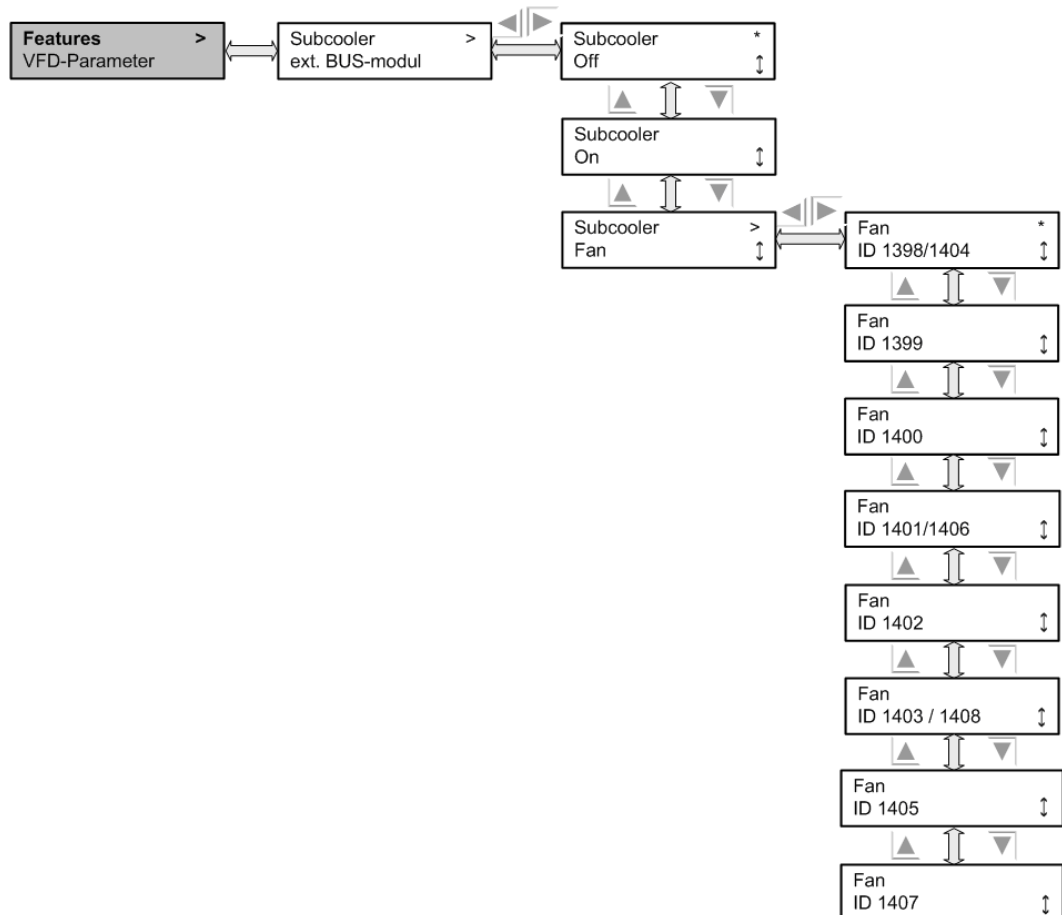 Features >
VFD-Parameter
Subcooler >
ext. BUS-modul
Subcooler *
Off ↕
Subcooler
On ↕
Subcooler >
Fan ↕
Fan *
ID 1398/1404 ↕
Fan
ID 1399 ↕
Fan
ID 1400 ↕
Fan
ID 1401/1406 ↕
Fan
ID 1402 ↕
Fan
ID 1403 / 1408 ↕
Fan
ID 1405 ↕
Fan
ID 1407 ↕